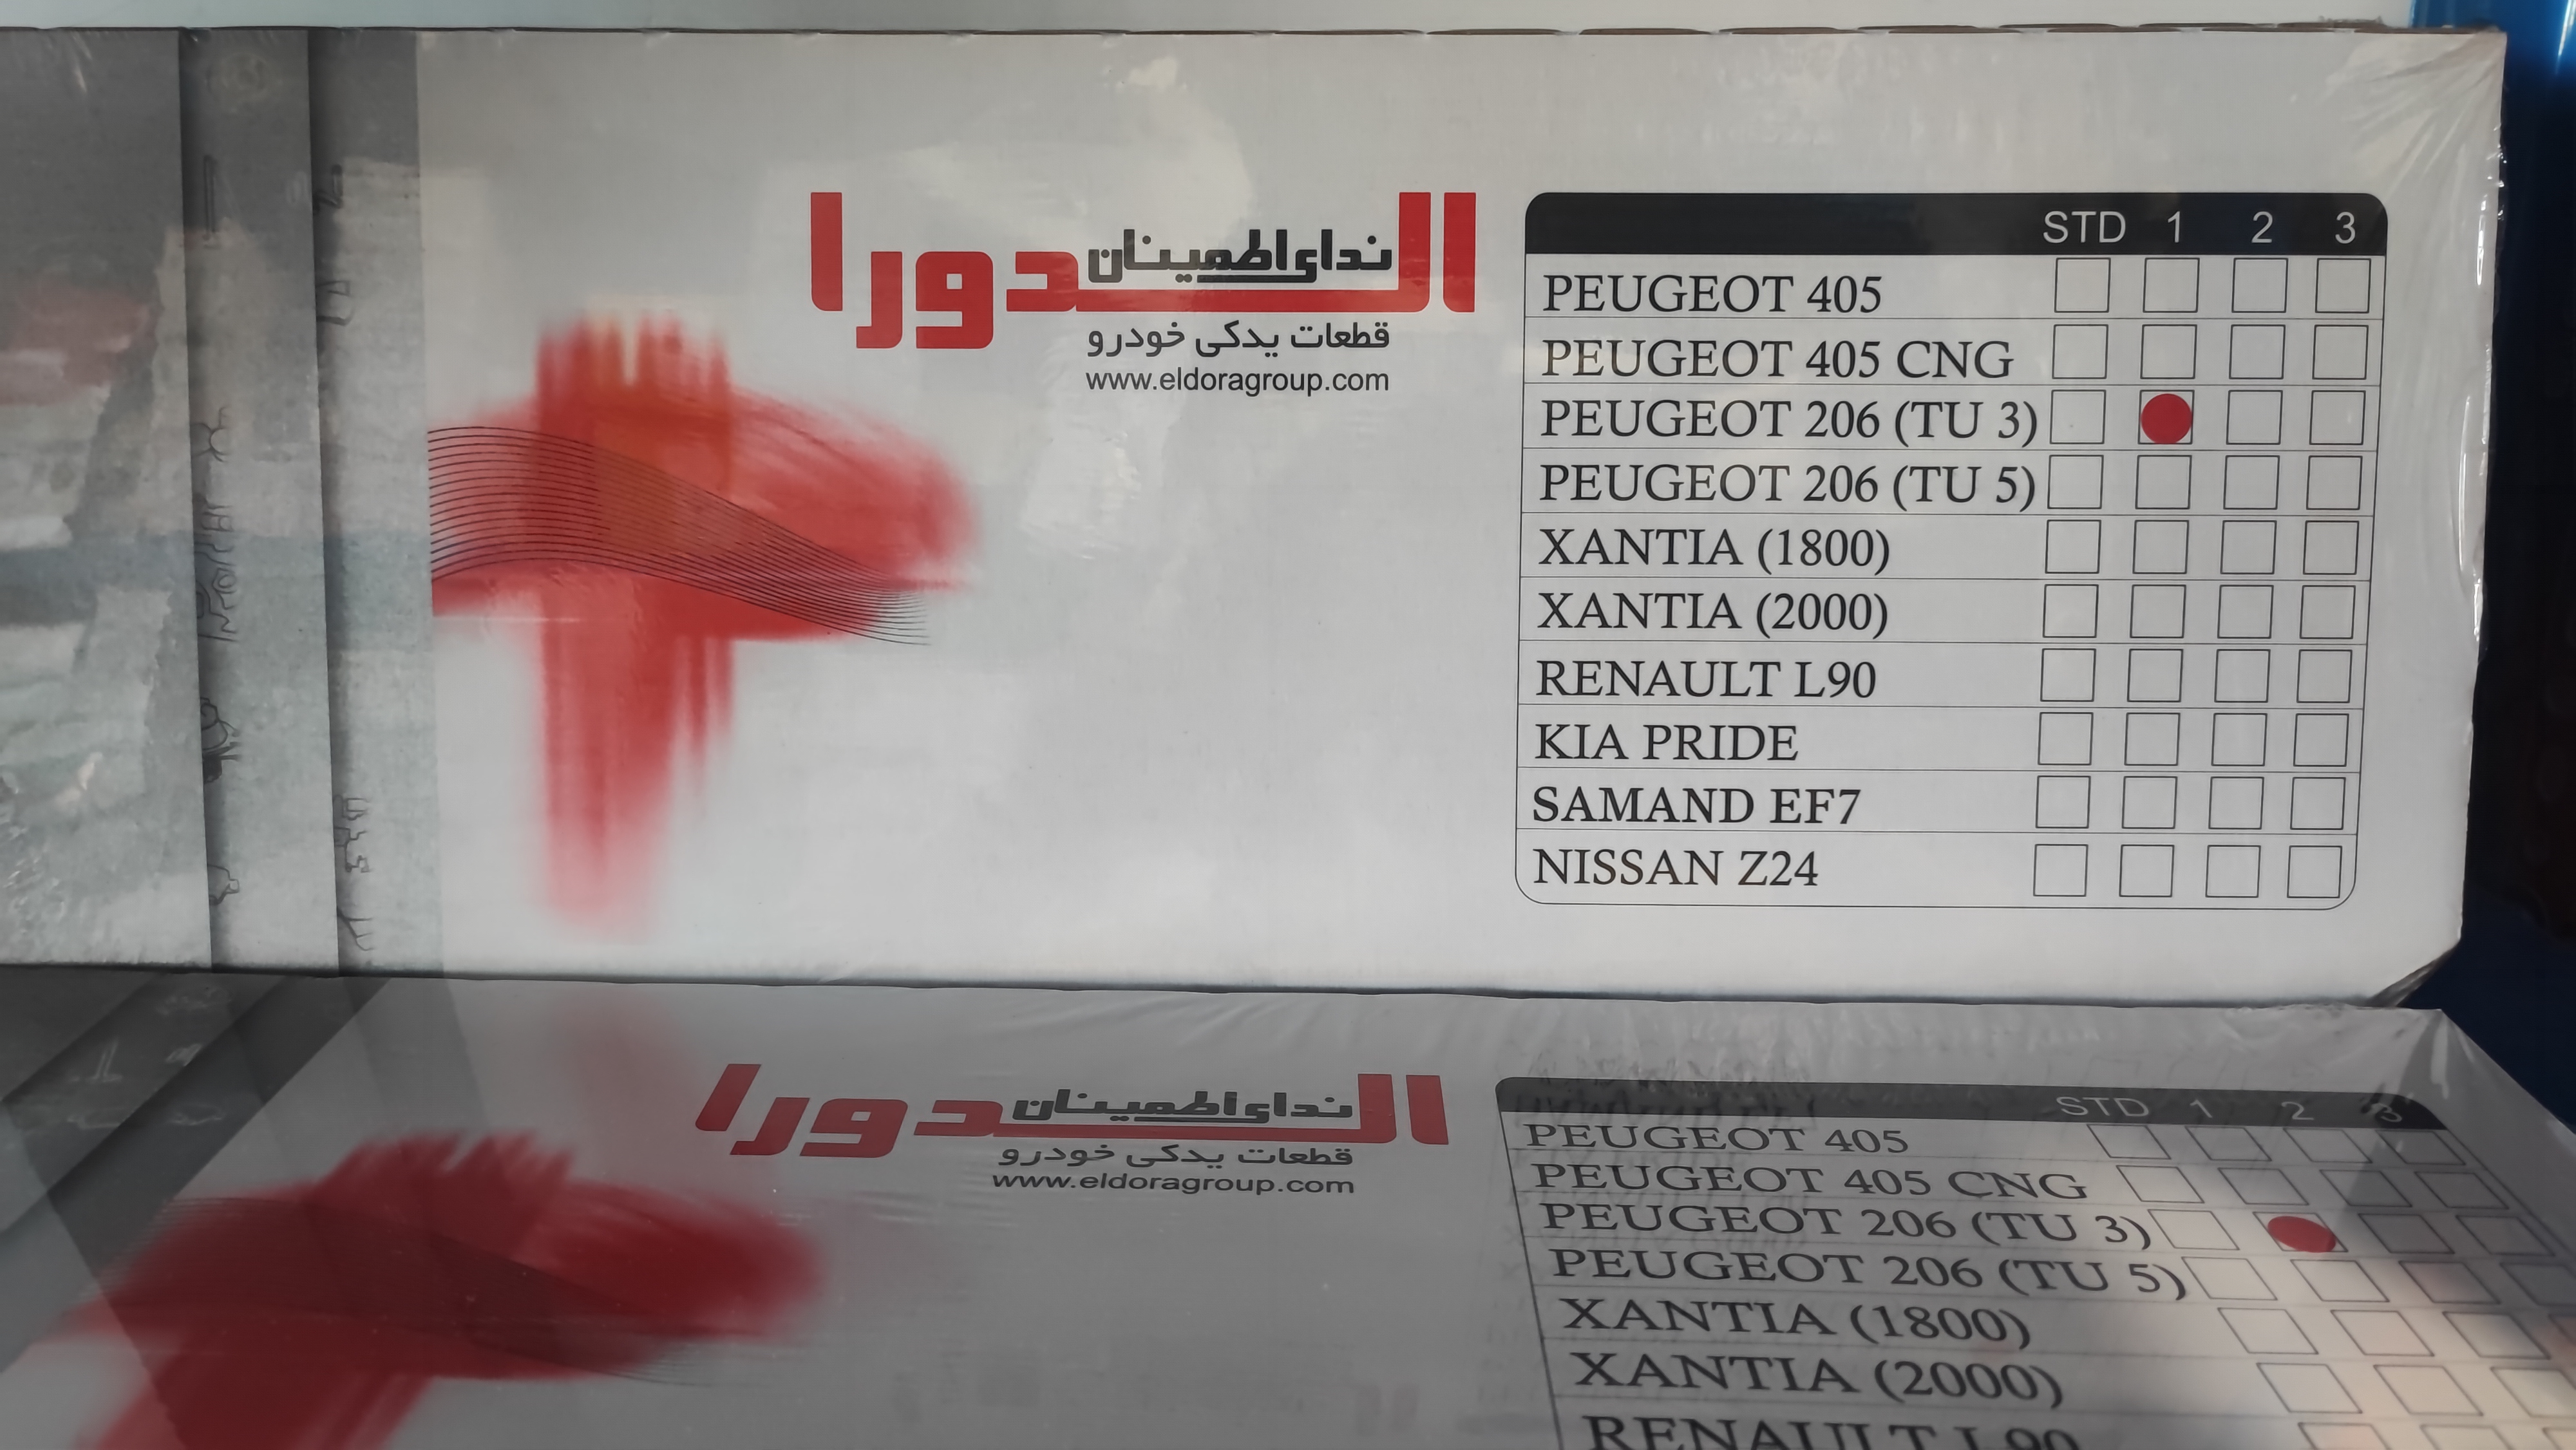 الدورا
ندای اطمینان
قطعات یدکی خودرو
www.eldoragroup.com
STD 1 2 3
PEUGEOT 405
PEUGEOT 405 CNG
PEUGEOT 206 (TU 3)
PEUGEOT 206 (TU 5)
XANTIA (1800)
XANTIA (2000)
RENAULT L90
KIA PRIDE
SAMAND EF7
NISSAN Z24
الدورا
ندای اطمینان
قطعات یدکی خودرو
www.eldoragroup.com
STD 1 2 3
PEUGEOT 405
PEUGEOT 405 CNG
PEUGEOT 206 (TU 3)
PEUGEOT 206 (TU 5)
XANTIA (1800)
XANTIA (2000)
RENAULT L90